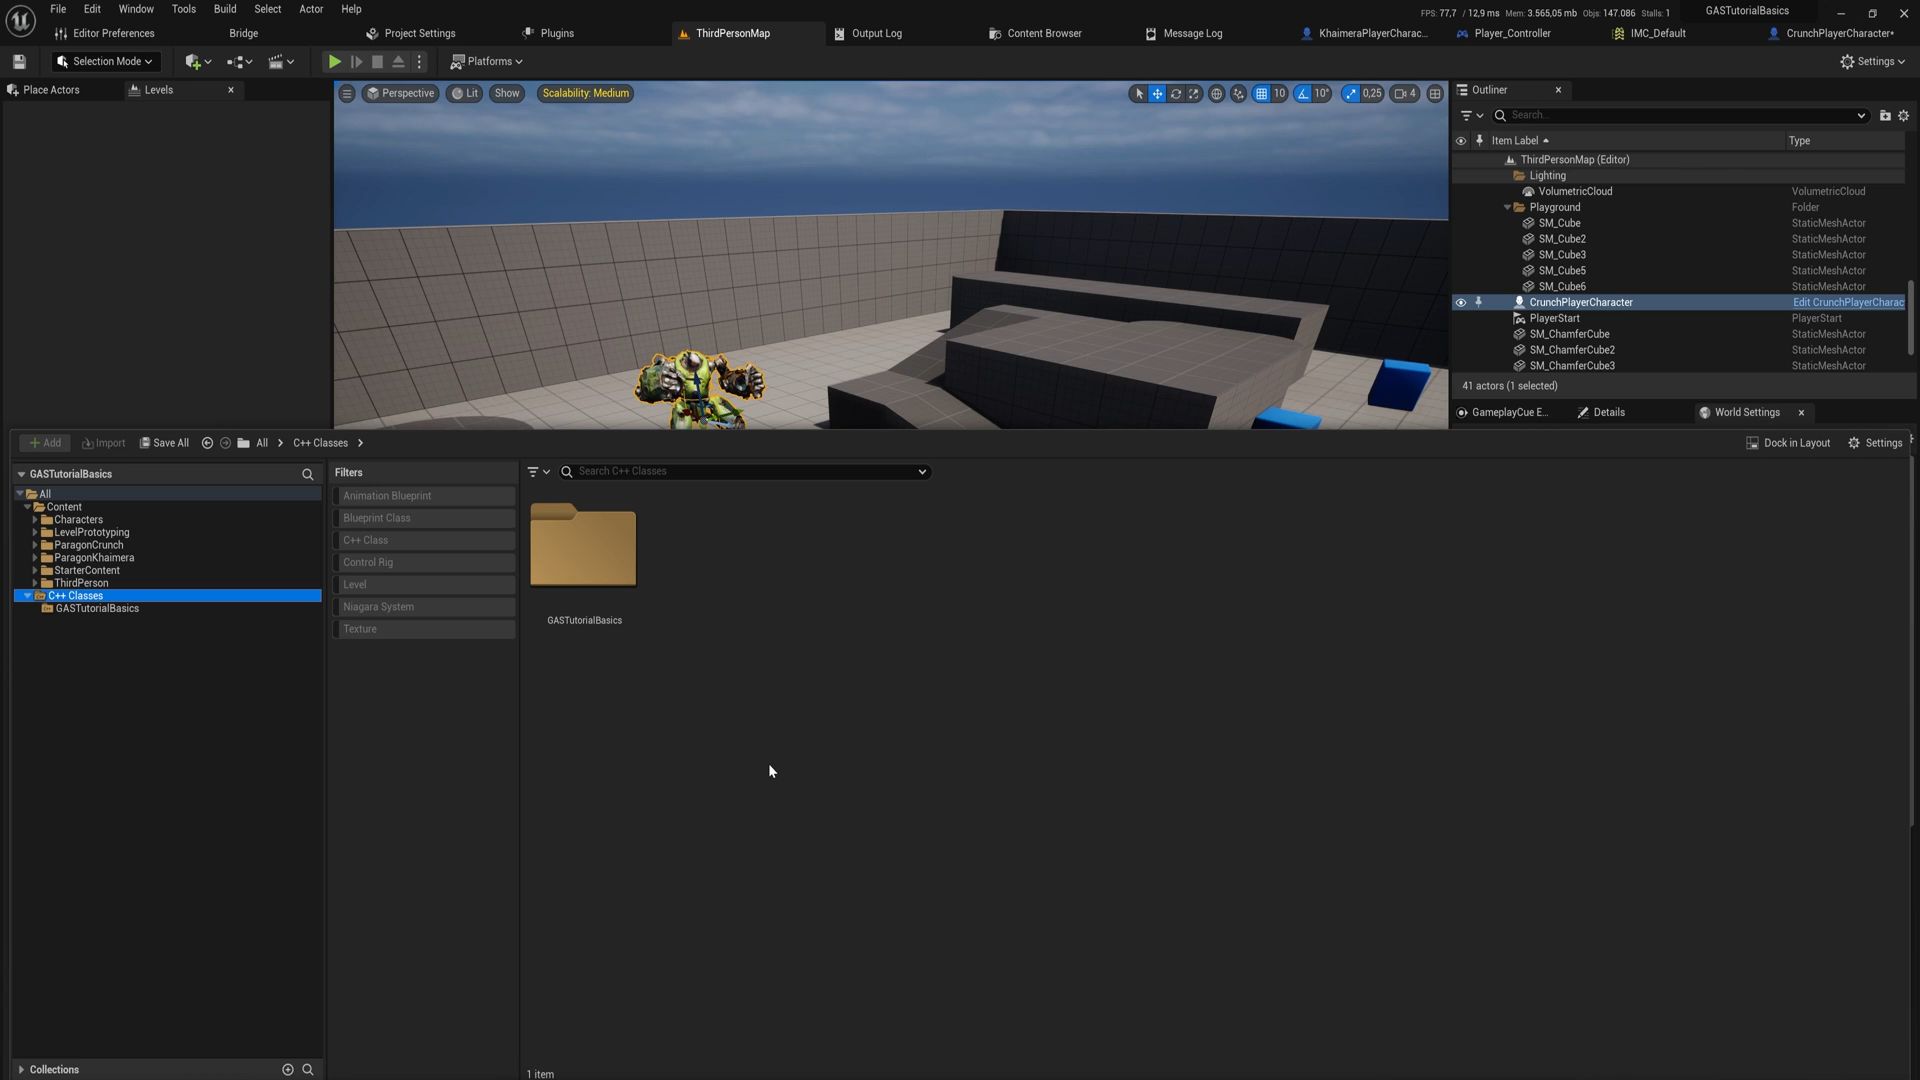 File Edit Window Tools Build Select Actor Help
FPS: 77,7 / 12,9 ms Mem: 3.565,05 mb Objs: 147.086 Stalls: 1 GASTutorialBasics
Editor Preferences Bridge Project Settings Plugins ThirdPersonMap Output Log Content Browser Message Log KhaimeraPlayerCharac... Player_Controller IMC_Default CrunchPlayerCharacter*
Selection Mode Platforms Settings
Place Actors Levels
Perspective Lit Show Scalability: Medium 10 10° 0,25 4
Outliner
Search...
Item Label Type
ThirdPersonMap (Editor)
Lighting
VolumetricCloud VolumetricCloud
Playground Folder
SM_Cube StaticMeshActor
SM_Cube2 StaticMeshActor
SM_Cube3 StaticMeshActor
SM_Cube5 StaticMeshActor
SM_Cube6 StaticMeshActor
CrunchPlayerCharacter Edit CrunchPlayerCharac
PlayerStart PlayerStart
SM_ChamferCube StaticMeshActor
SM_ChamferCube2 StaticMeshActor
SM_ChamferCube3 StaticMeshActor
41 actors (1 selected)
GameplayCue E... Details World Settings
Add Import Save All All C++ Classes Dock in Layout Settings
GASTutorialBasics
All
Content
Characters
LevelPrototyping
ParagonCrunch
ParagonKhaimera
StarterContent
ThirdPerson
C++ Classes
GASTutorialBasics
Collections
Filters
Animation Blueprint
Blueprint Class
C++ Class
Control Rig
Level
Niagara System
Texture
Search C++ Classes
GASTutorialBasics
1 item